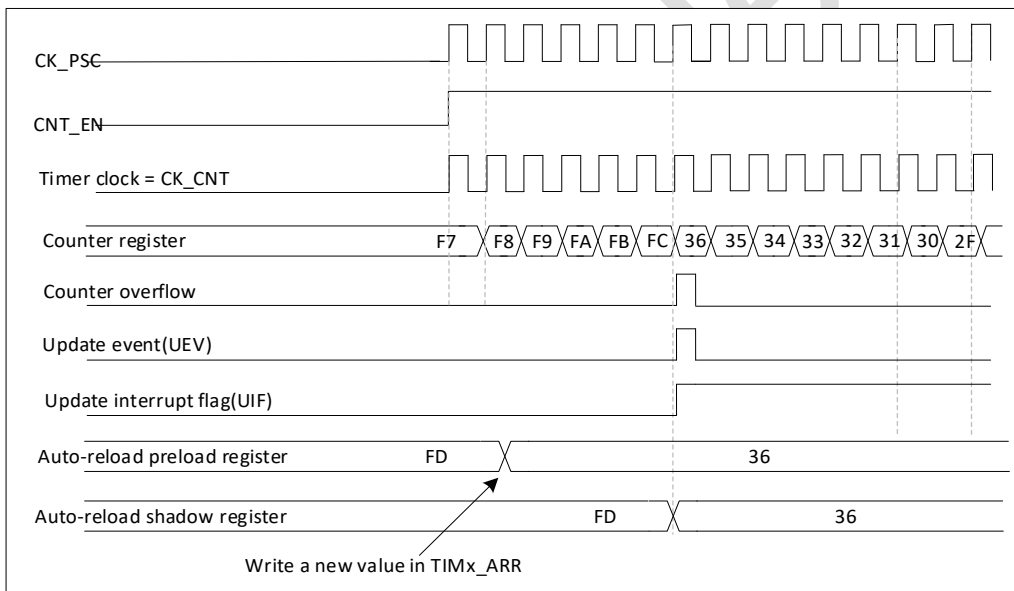 CK_PSC
CNT_EN
Timer clock = CK_CNT
Counter register F7 F8 F9 FA FB FC 36 35 34 33 32 31 30 2F
Counter overflow
Update event(UEV)
Update interrupt flag(UIF)
Auto-reload preload register FD 36
Auto-reload shadow register FD 36
Write a new value in TIMx_ARR